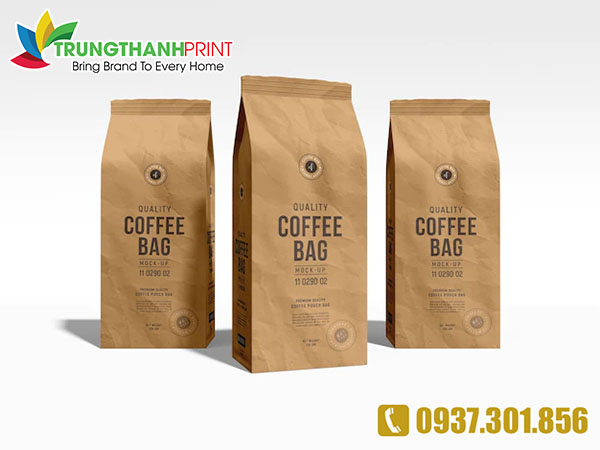 TRUNGTHANHPRINT
Bring Brand To Every Home
QUALITY
COFFEE
BAG
MOCK-UP
11 0290 02
PREMIUM QUALITY
COFFEE POUCH BAG
QUALITY
COFFEE
BAG
MOCK-UP
11 0290 02
PREMIUM QUALITY
COFFEE POUCH BAG
QUALITY
COFFEE
BAG
MOCK-UP
11 0290 02
PREMIUM QUALITY
COFFEE POUCH BAG
0937.301.856